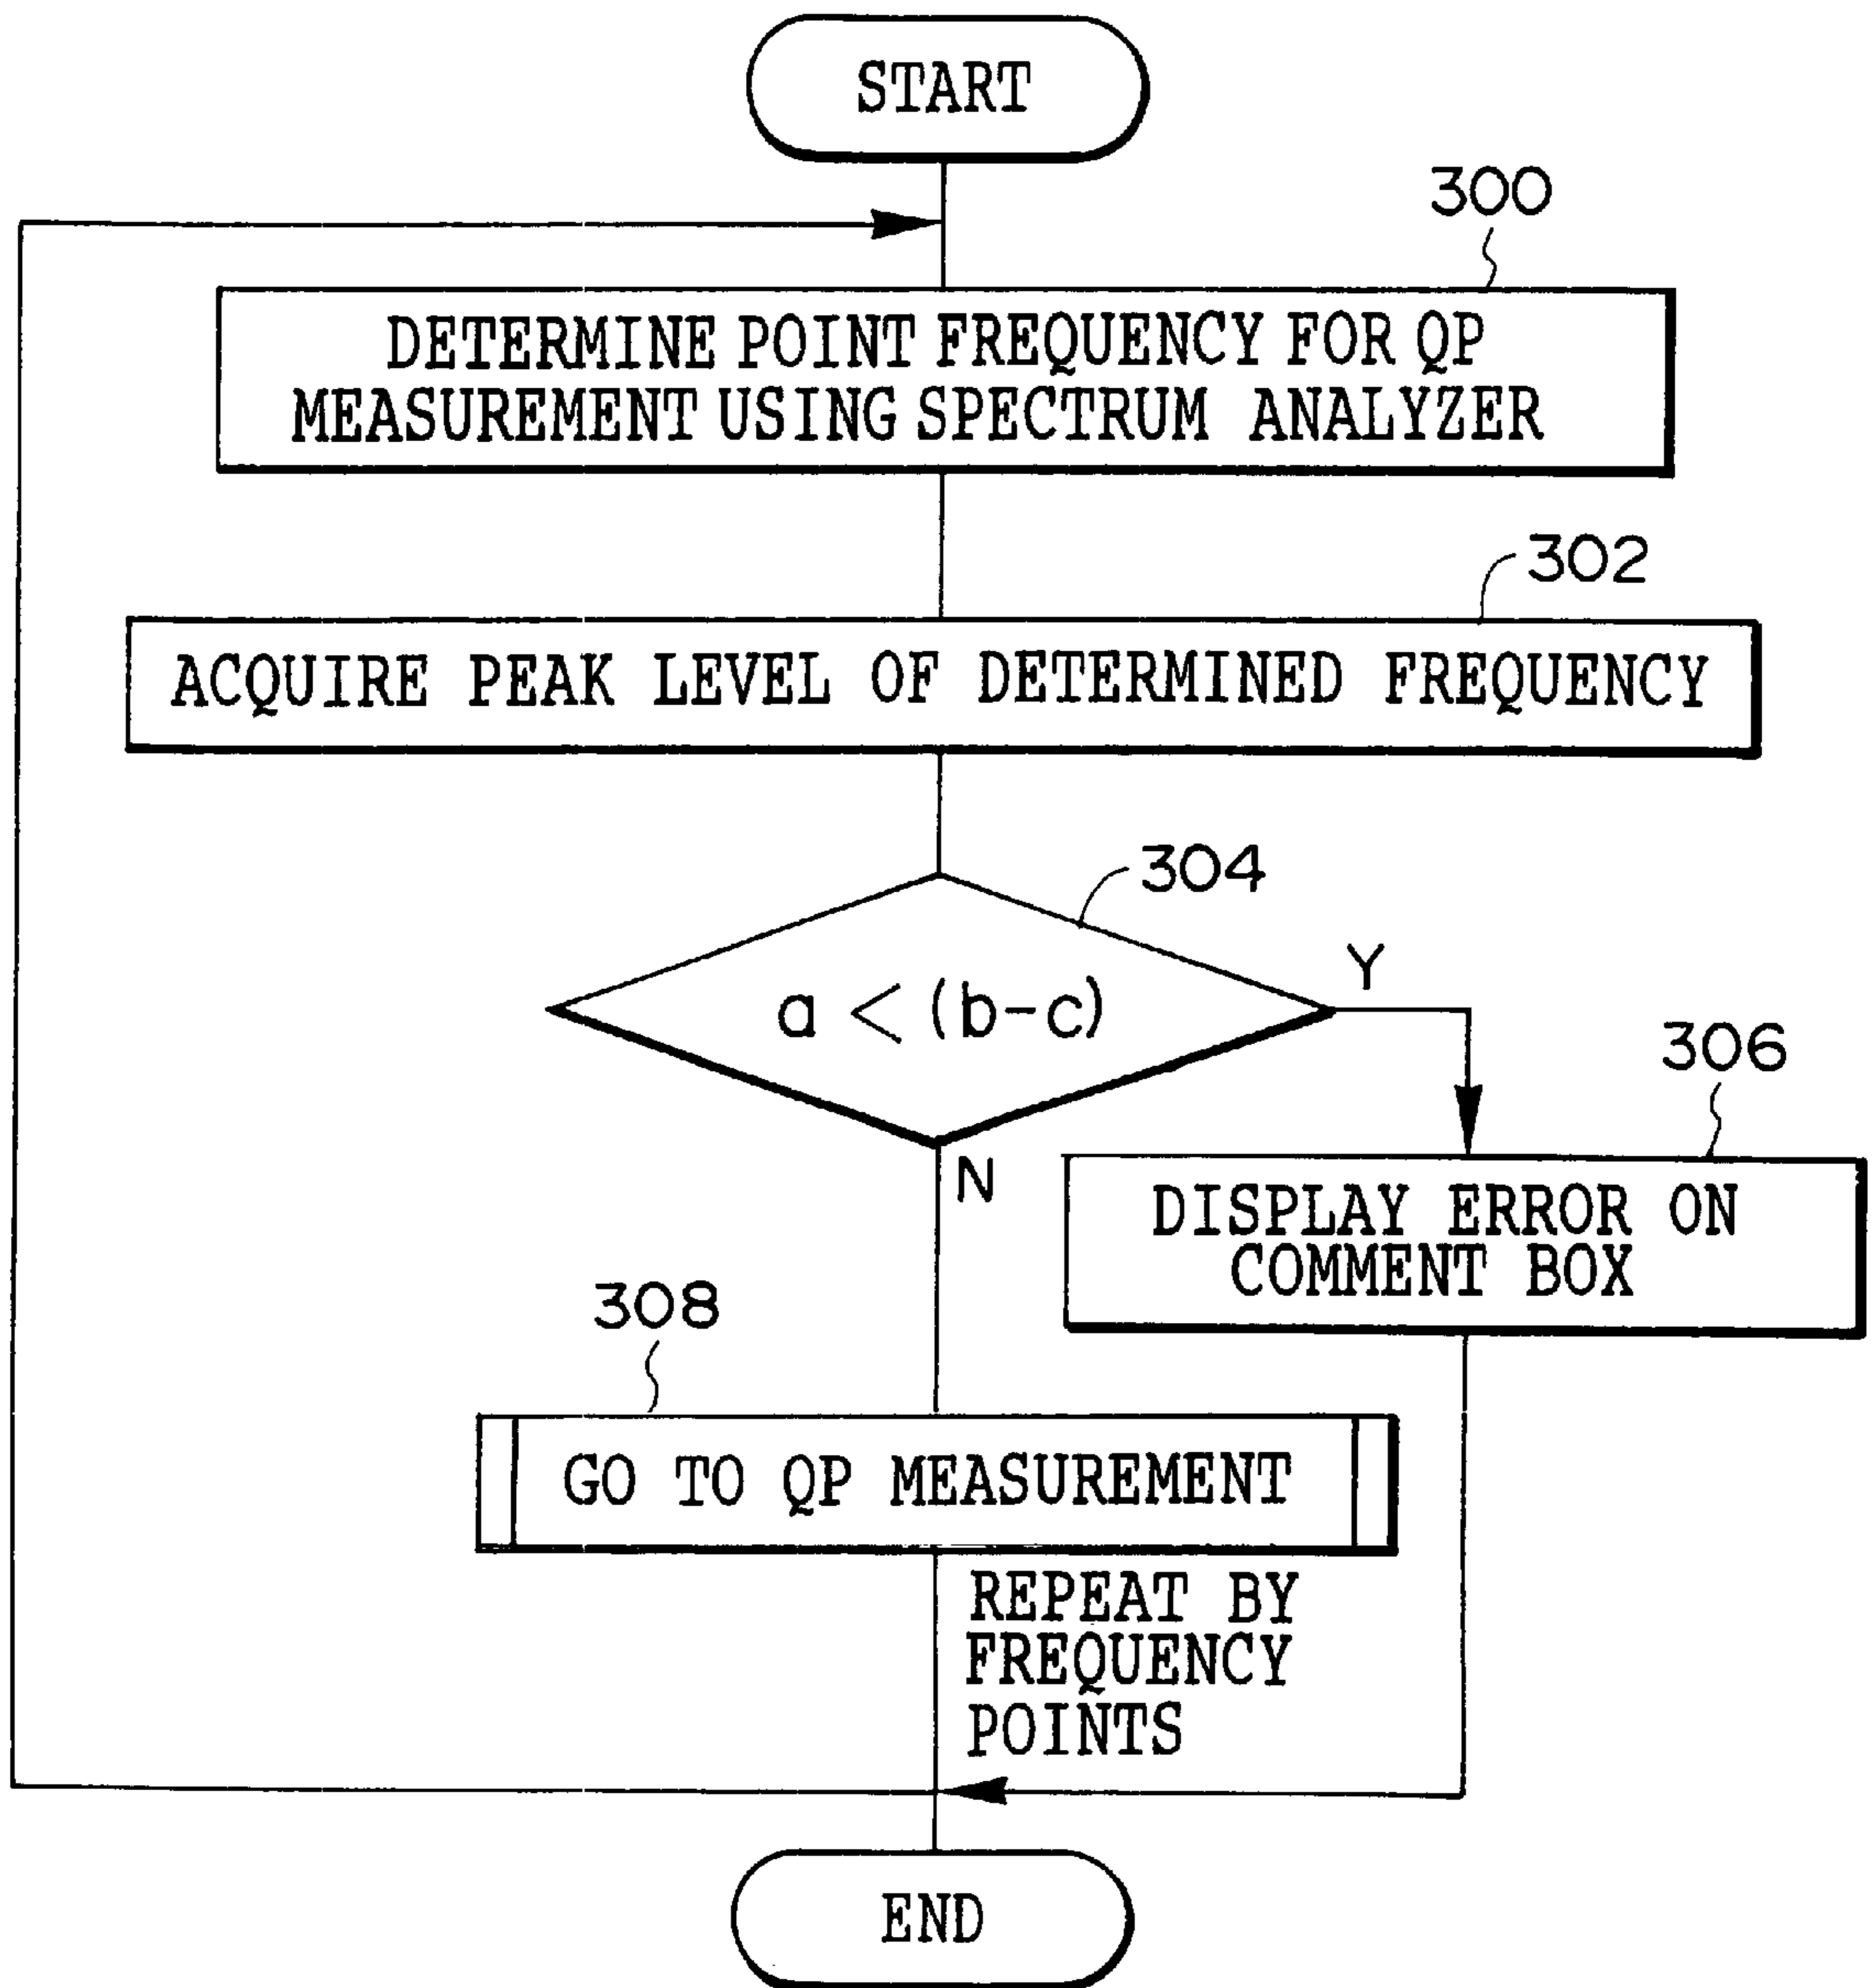 START
300
DETERMINE POINT FREQUENCY FOR QP
MEASUREMENT USING SPECTRUM ANALYZER
302
ACQUIRE PEAK LEVEL OF DETERMINED FREQUENCY
304
a < (b-c)
Y
N
306
DISPLAY ERROR ON
COMMENT BOX
308
GO TO QP MEASUREMENT
REPEAT BY
FREQUENCY
POINTS
END